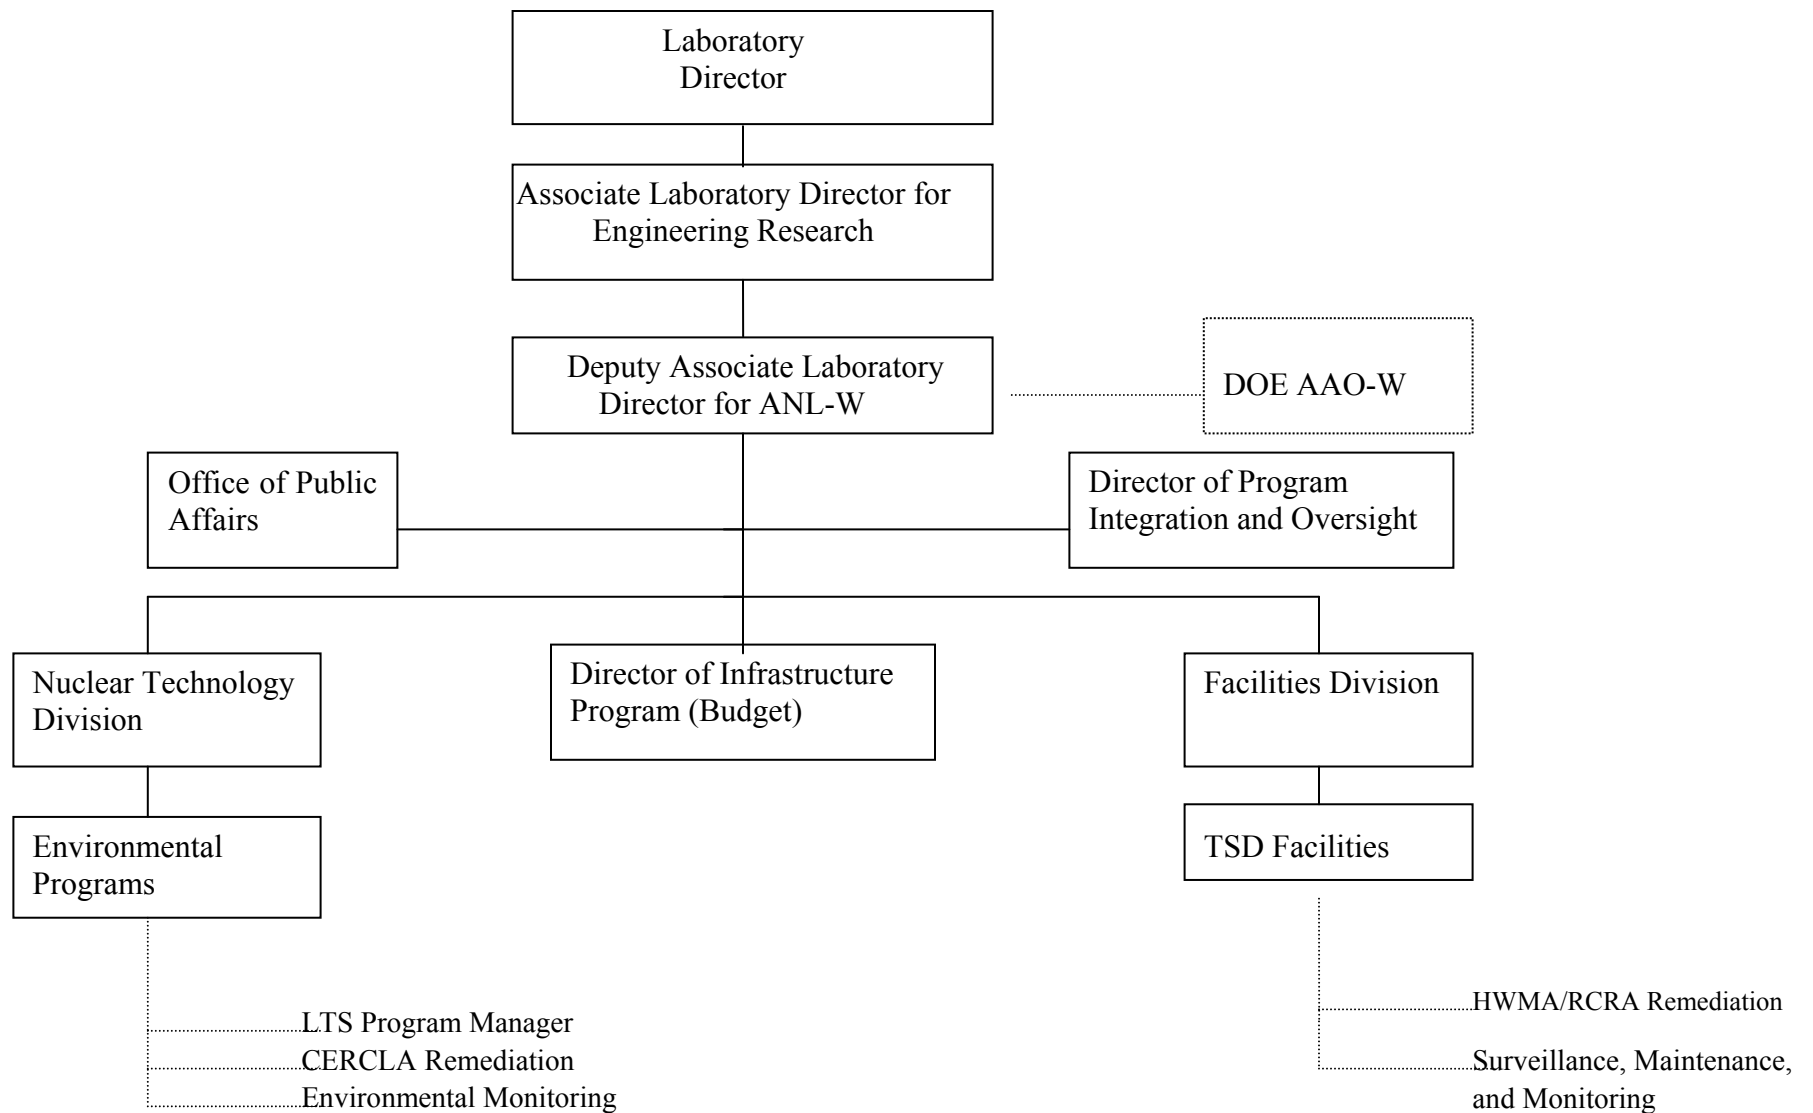 Laboratory
Director
Associate Laboratory Director for
Engineering Research
Deputy Associate Laboratory
Director for ANL-W
DOE AAO-W
Office of Public
Affairs
Director of Program
Integration and Oversight
Nuclear Technology
Division
Director of Infrastructure
Program (Budget)
Facilities Division
Environmental
Programs
TSD Facilities
LTS Program Manager
CERCLA Remediation
Environmental Monitoring
HWMA/RCRA Remediation
Surveillance, Maintenance,
and Monitoring